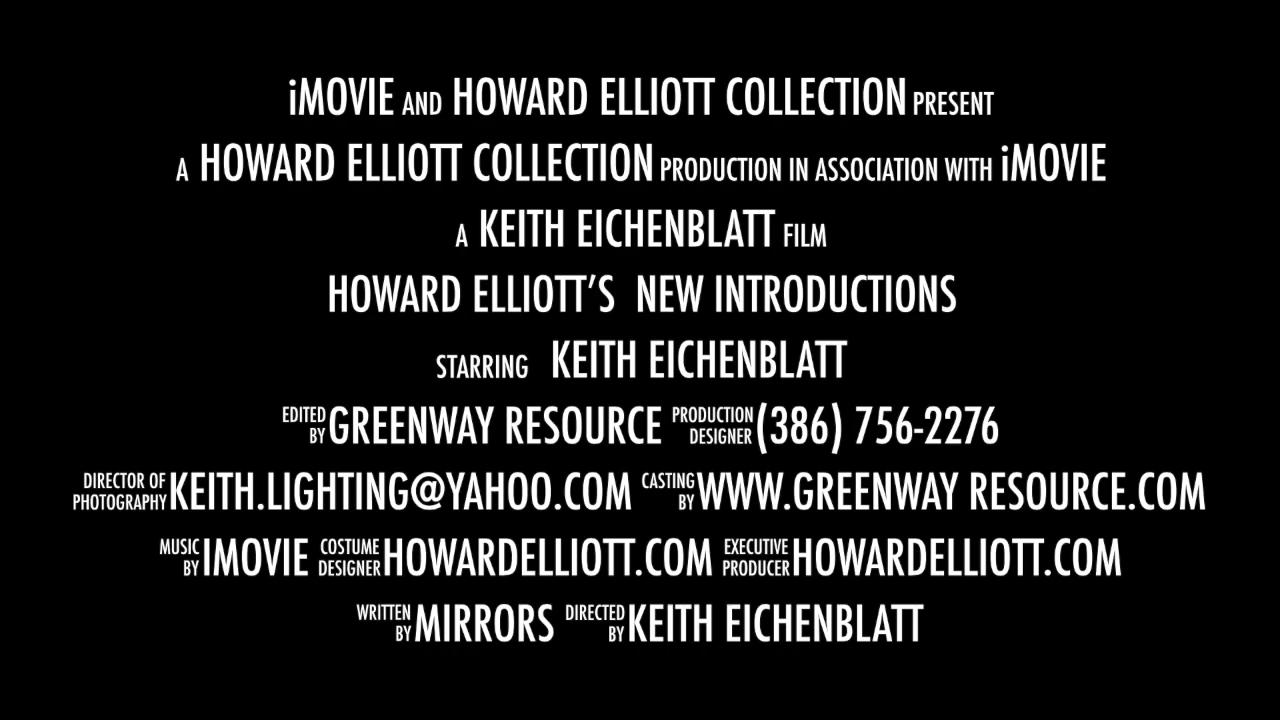 iMOVIE AND HOWARD ELLIOTT COLLECTION PRESENT
A HOWARD ELLIOTT COLLECTION PRODUCTION IN ASSOCIATION WITH iMOVIE
A KEITH EICHENBLATT FILM
HOWARD ELLIOTT'S NEW INTRODUCTIONS
STARRING KEITH EICHENBLATT
EDITED BY GREENWAY RESOURCE PRODUCTION DESIGNER (386) 756-2276
DIRECTOR OF PHOTOGRAPHY KEITH.LIGHTING@YAHOO.COM CASTING BY WWW.GREENWAY RESOURCE.COM
MUSIC BY IMOVIE COSTUME DESIGNER HOWARDELLIOTT.COM EXECUTIVE PRODUCER HOWARDELLIOTT.COM
WRITTEN BY MIRRORS DIRECTED BY KEITH EICHENBLATT